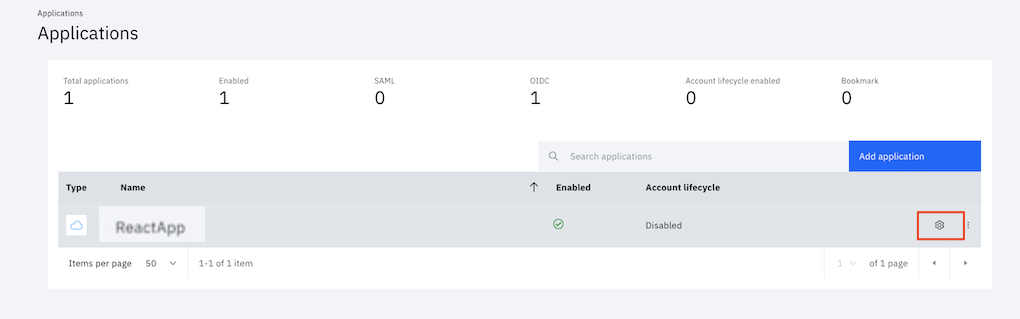 Applications
Applications
Total applications Enabled SAML OIDC Account lifecycle enabled Bookmark
1 1 0 1 0 0
Search applications Add application
Type Name Enabled Account lifecycle
ReactApp Disabled
Items per page 50 1-1 of 1 item 1 of 1 page